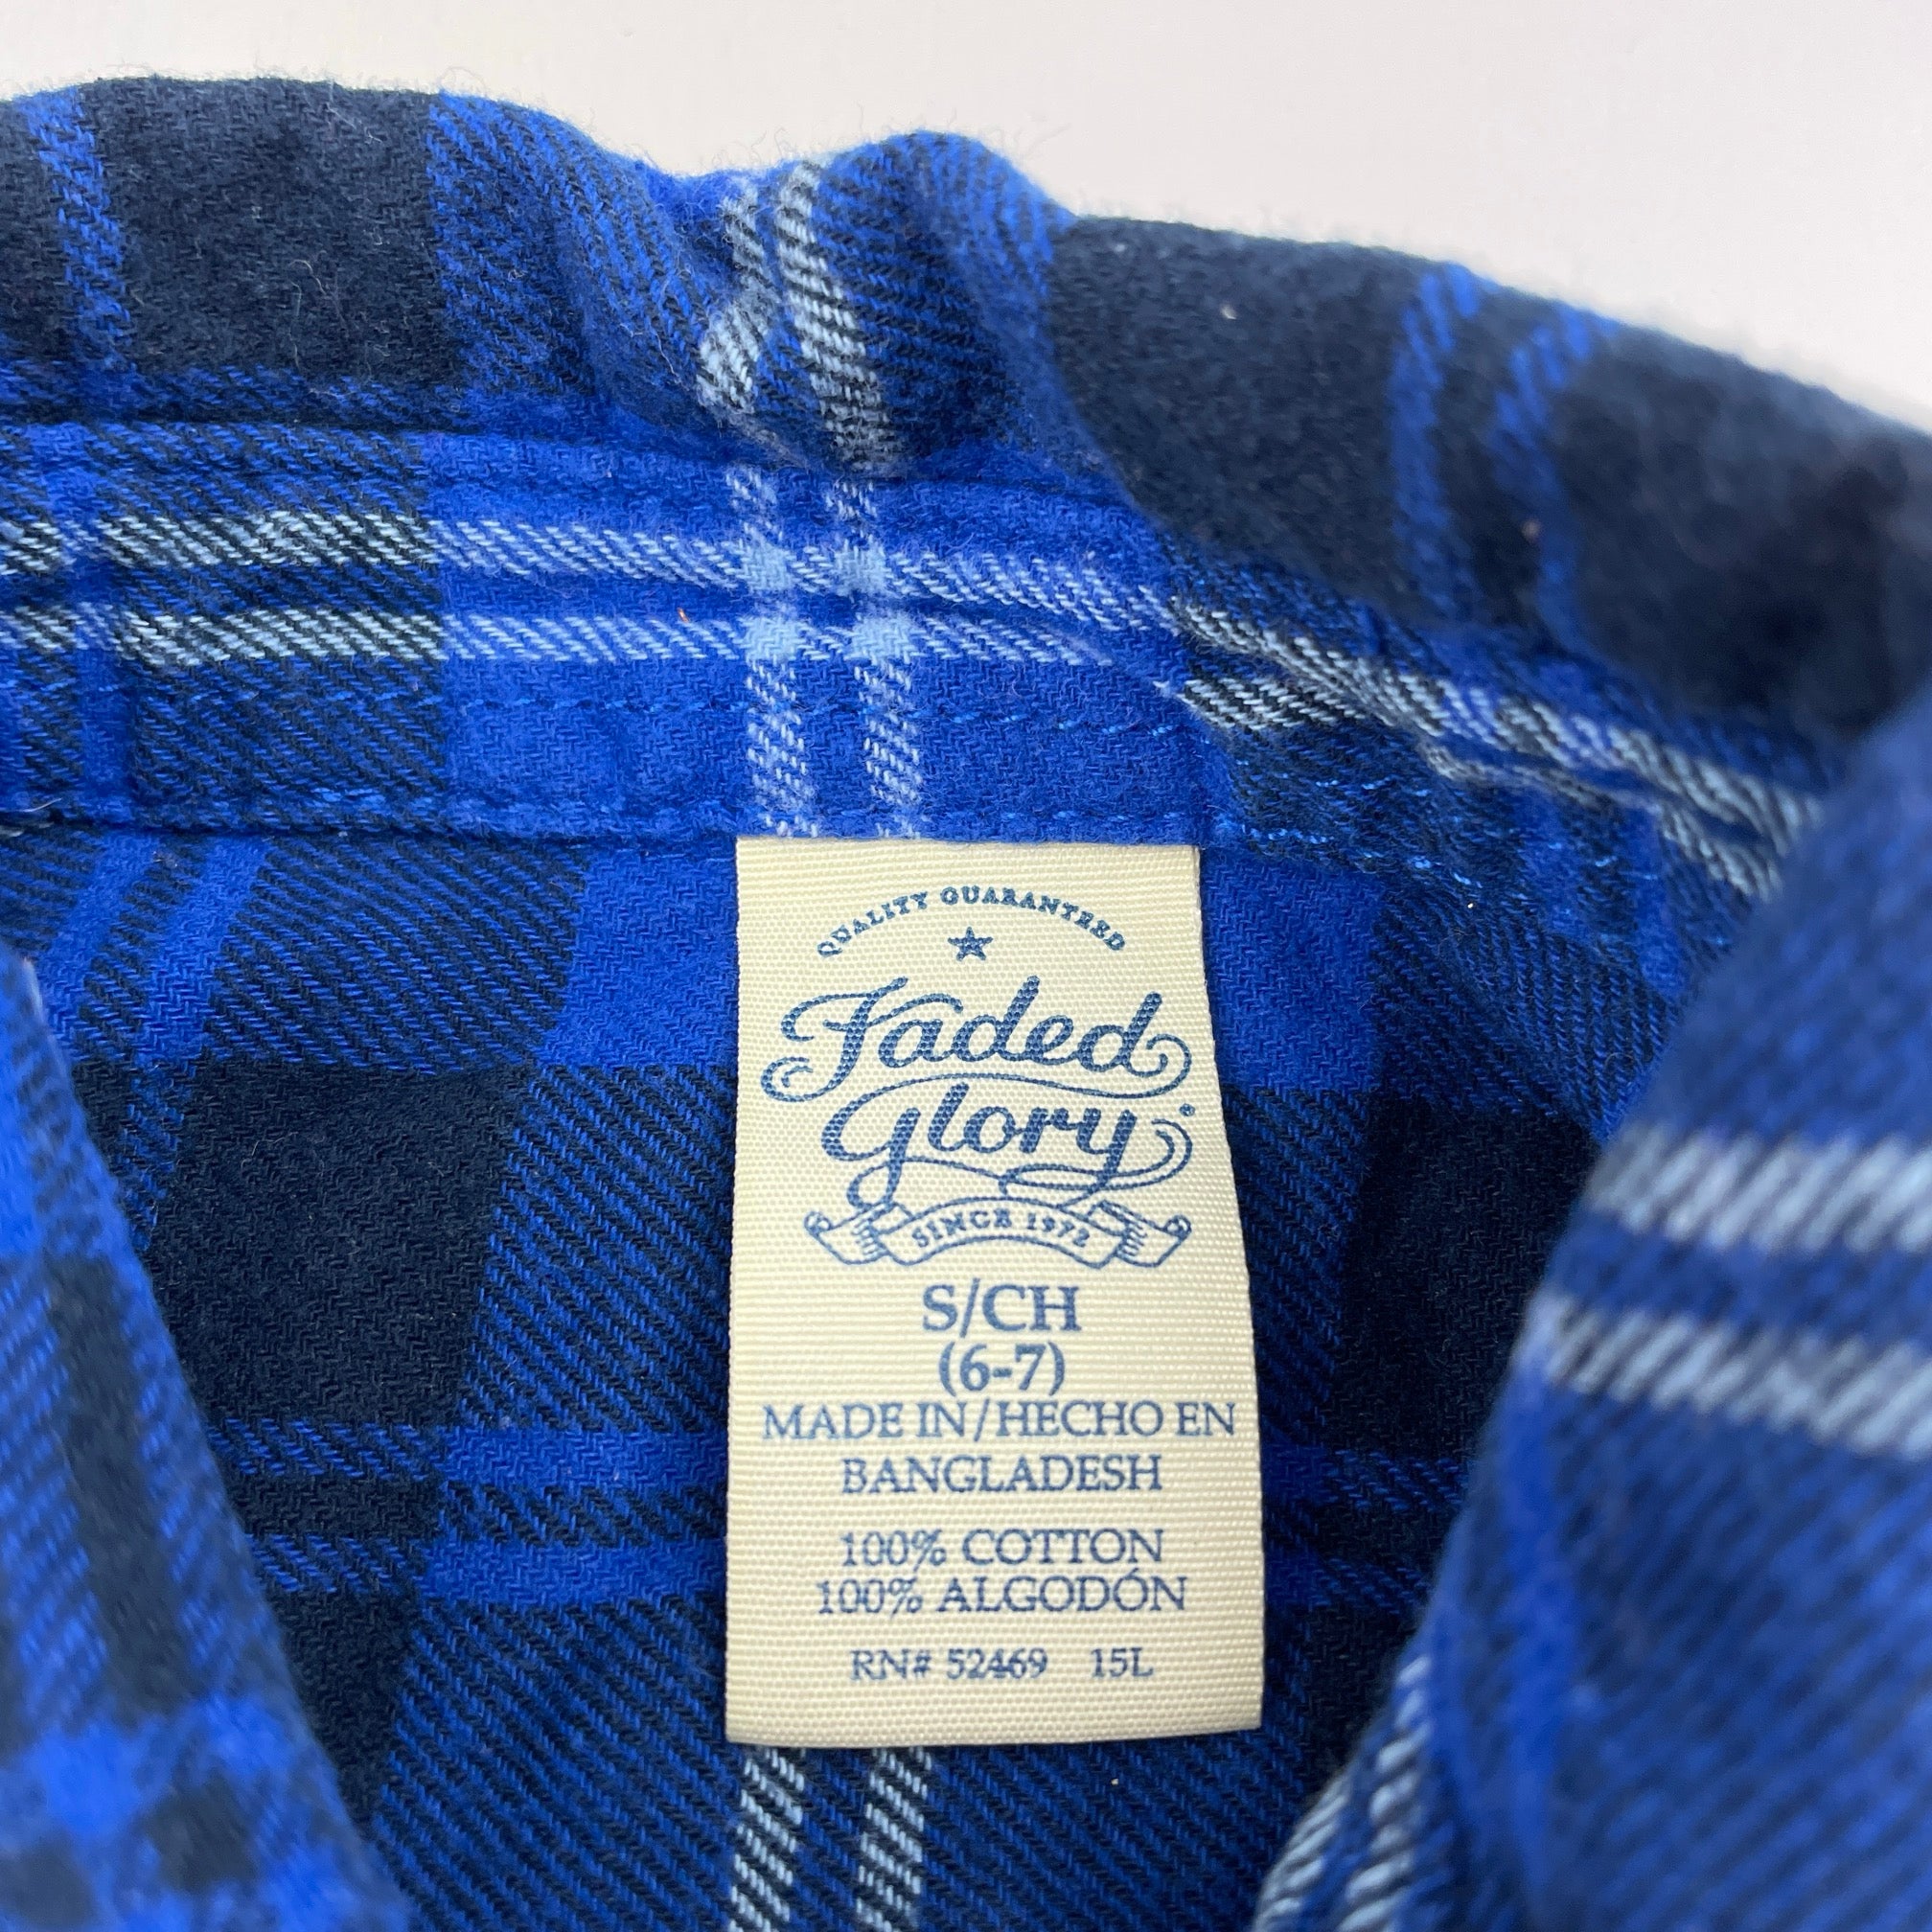 QUALITY GUARANTEED
Faded
Glory
SINCE 1972
S/CH
(6-7)
MADE IN/HECHO EN
BANGLADESH
100% COTTON
100% ALGODÓN
RN# 52469 15L